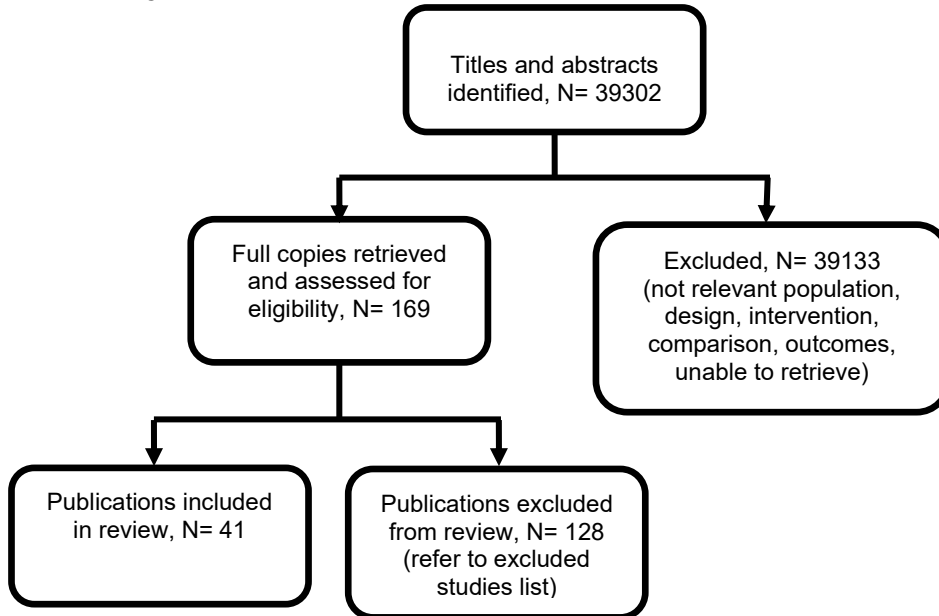 Titles and abstracts
identified, N= 39302
Full copies retrieved
and assessed for
eligibility, N= 169
Excluded, N= 39133
(not relevant population,
design, intervention,
comparison, outcomes,
unable to retrieve)
Publications included
in review, N= 41
Publications excluded
from review, N= 128
(refer to excluded
studies list)